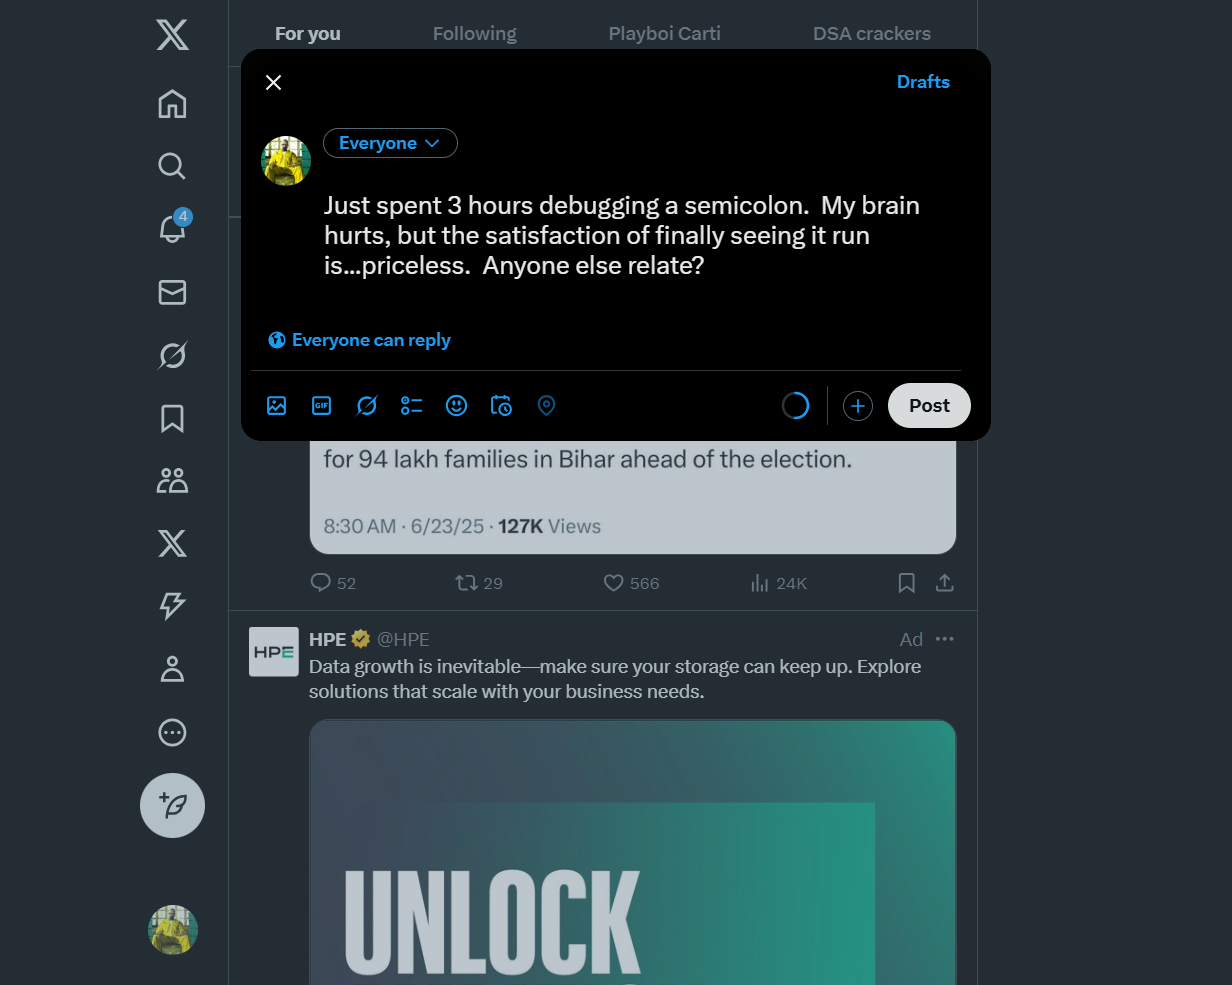 For you
Following
Playboi Carti
DSA crackers
Drafts
Everyone
Just spent 3 hours debugging a semicolon.  My brain
hurts, but the satisfaction of finally seeing it run
is...priceless.  Anyone else relate?
Everyone can reply
GIF
Post
4
for 94 lakh families in Bihar ahead of the election.
8:30 AM · 6/23/25 · 127K Views
52
29
566
24K
HPE
HPE @HPE
Ad
Data growth is inevitable—make sure your storage can keep up. Explore
solutions that scale with your business needs.
UNLOCK